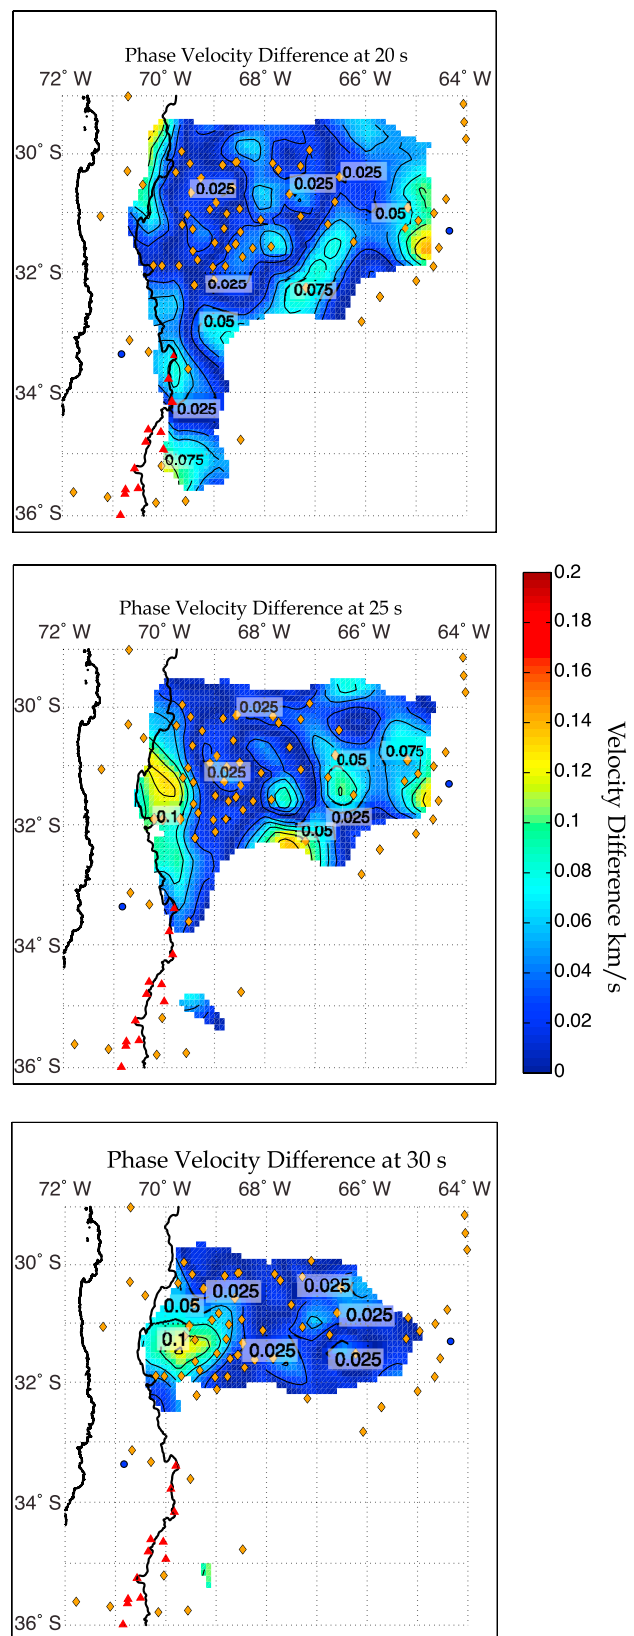 Phase Velocity Difference at 20 s
72° W 70° W 68° W 66° W 64° W
30° S
0.025
0.025
0.025
0.05
32° S
0.025
0.075
0.05
34° S
0.025
0.075
36° S
Phase Velocity Difference at 25 s
72° W 70° W 68° W 66° W 64° W
30° S
0.025
0.075
0.05
0.025
0.1
0.025
0.05
32° S
34° S
36° S
0.2
0.18
0.16
0.14
0.12
0.1
0.08
0.06
0.04
0.02
0
Velocity Difference km/s
Phase Velocity Difference at 30 s
72° W 70° W 68° W 66° W 64° W
30° S
0.025
0.025
0.05
0.025
0.1
0.025
0.025
32° S
34° S
36° S